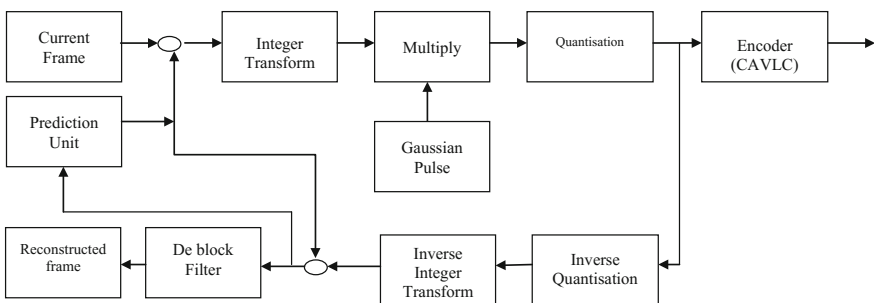 Current
Frame
Integer
Transform
Multiply
Quantisation
Encoder
(CAVLC)
Prediction
Unit
Gaussian
Pulse
Reconstructed
frame
De block
Filter
Inverse
Integer
Transform
Inverse
Quantisation